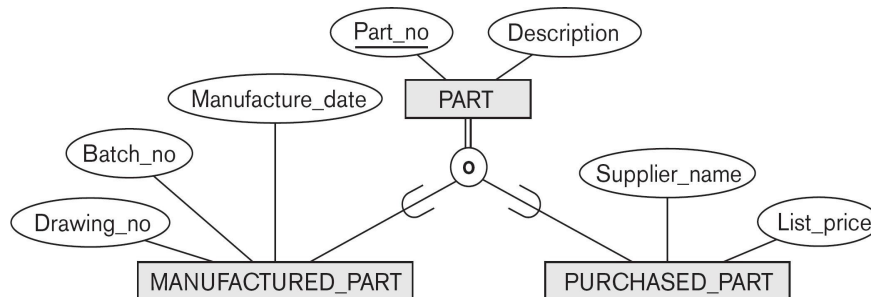 Part_no
Description
Manufacture_date
PART
Batch_no
o
Supplier_name
Drawing_no
List_price
MANUFACTURED_PART
PURCHASED_PART